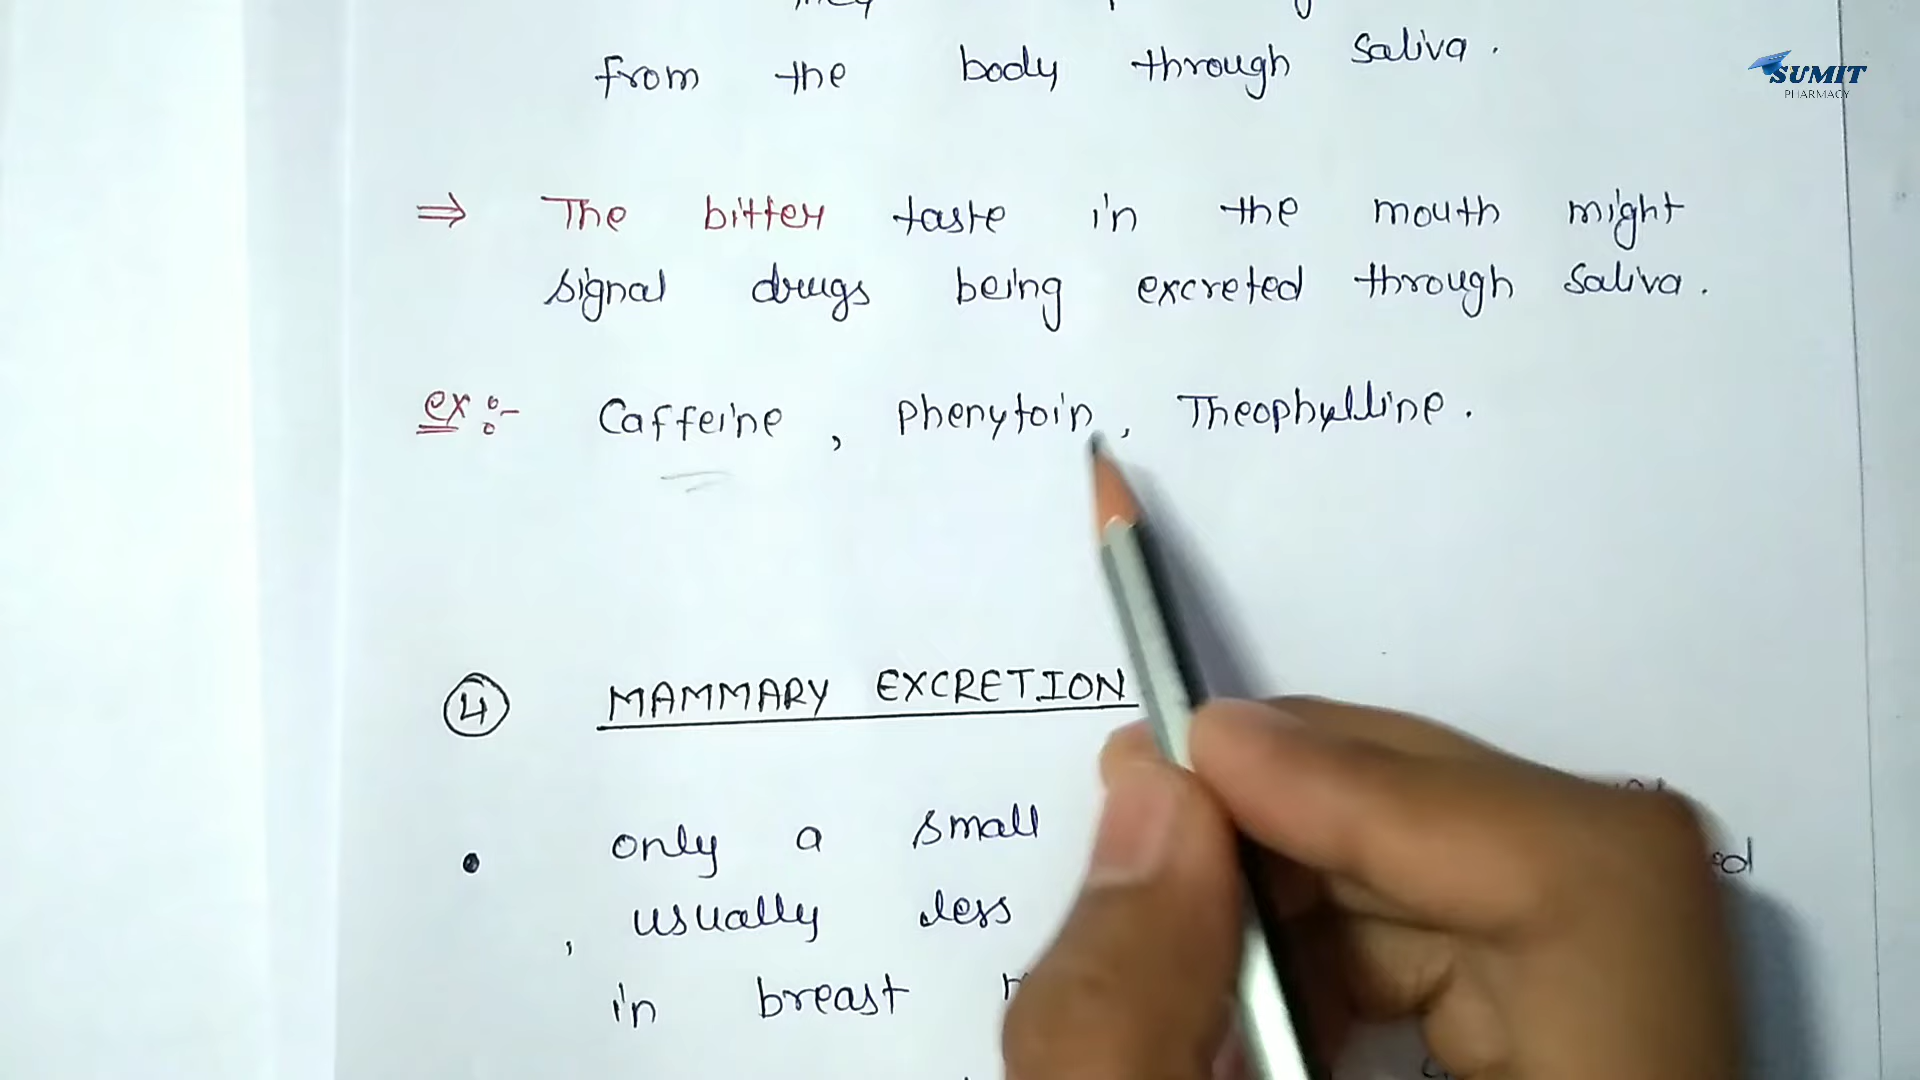 from the body through saliva.
SUMIT
PHARMACY
⇒ The bitter taste in the mouth might
signal drugs being excreted through saliva.
ex:- Caffeine, Phenytoin, Theophylline.
4 MAMMARY EXCRETION
• only a small
, usually less
in breast